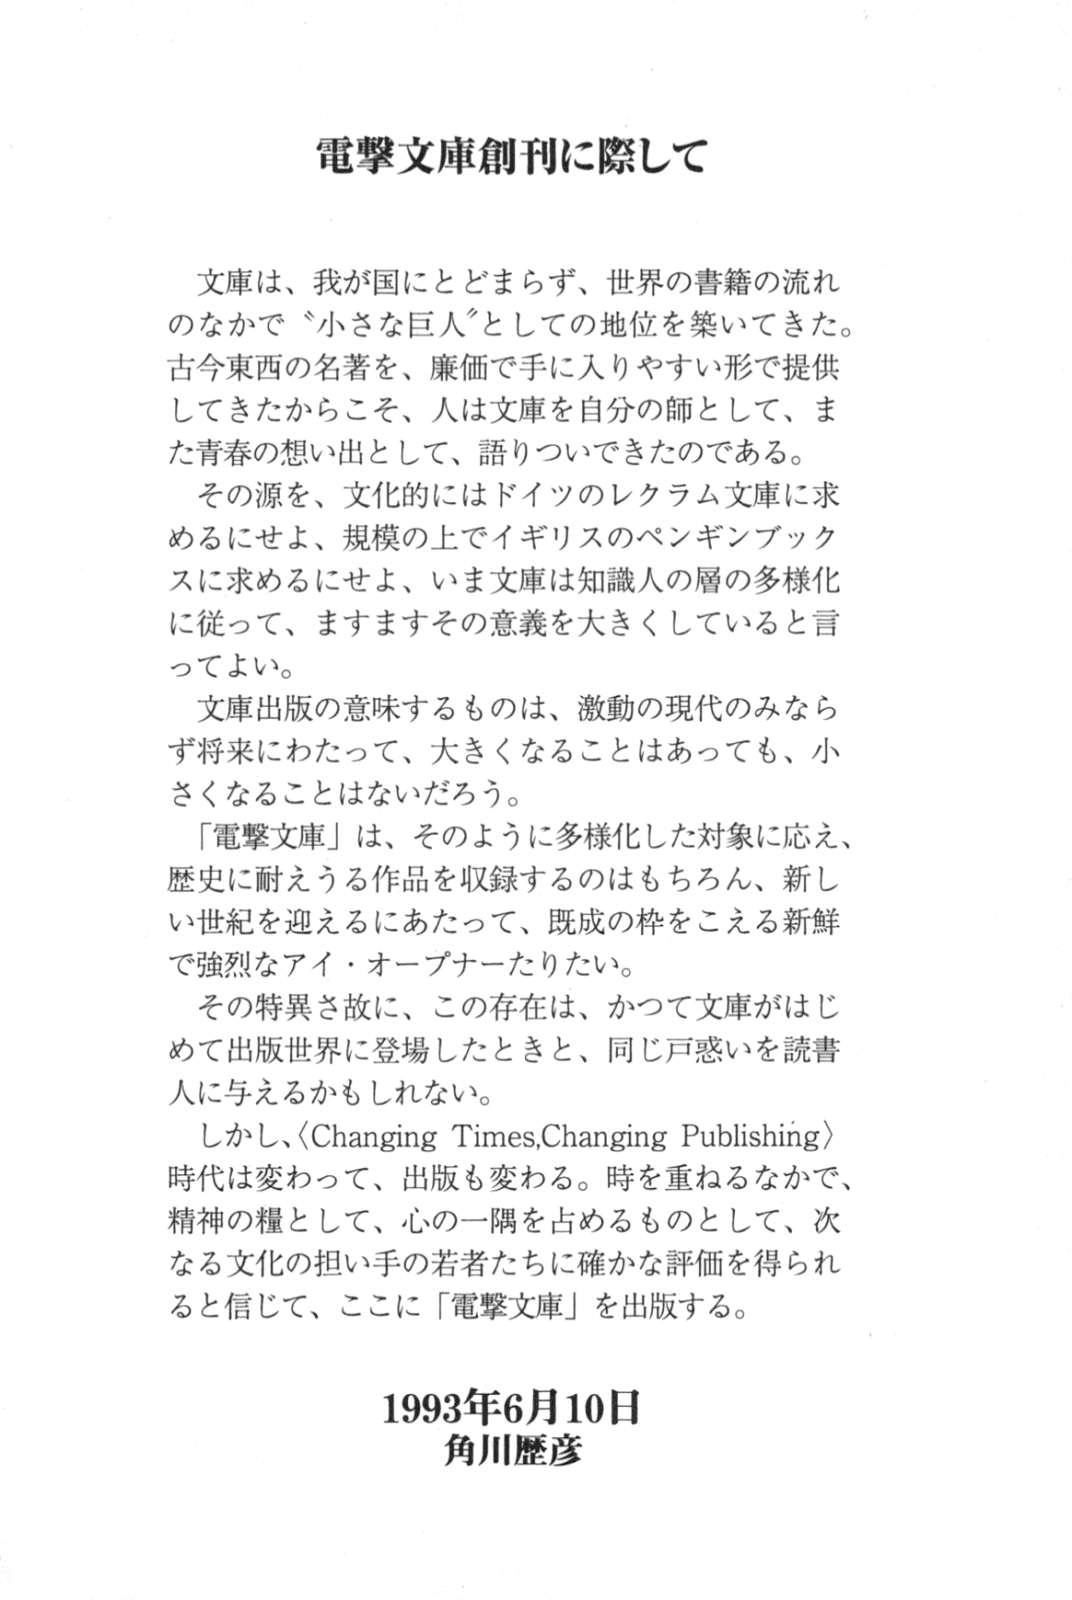 電撃文庫創刊に際して
文庫は、我が国にとどまらず、世界の書籍の流れ
のなかで〝小さな巨人〟としての地位を築いてきた。
古今東西の名著を、廉価で手に入りやすい形で提供
してきたからこそ、人は文庫を自分の師として、ま
た青春の想い出として、語りついできたのである。
その源を、文化的にはドイツのレクラム文庫に求
めるにせよ、規模の上でイギリスのペンギンブック
スに求めるにせよ、いま文庫は知識人の層の多様化
に従って、ますますその意義を大きくしていると言
ってよい。
文庫出版の意味するものは、激動の現代のみなら
ず将来にわたって、大きくなることはあっても、小
さくなることはないだろう。
「電撃文庫」は、そのように多様化した対象に応え、
歴史に耐えうる作品を収録するのはもちろん、新し
い世紀を迎えるにあたって、既成の枠をこえる新鮮
で強烈なアイ・オープナーたりたい。
その特異さ故に、この存在は、かつて文庫がはじ
めて出版世界に登場したときと、同じ戸惑いを読書
人に与えるかもしれない。
しかし、〈Changing Times,Changing Publishing〉
時代は変わって、出版も変わる。時を重ねるなかで、
精神の糧として、心の一隅を占めるものとして、次
なる文化の担い手の若者たちに確かな評価を得られ
ると信じて、ここに「電撃文庫」を出版する。
1993年6月10日
角川歴彦